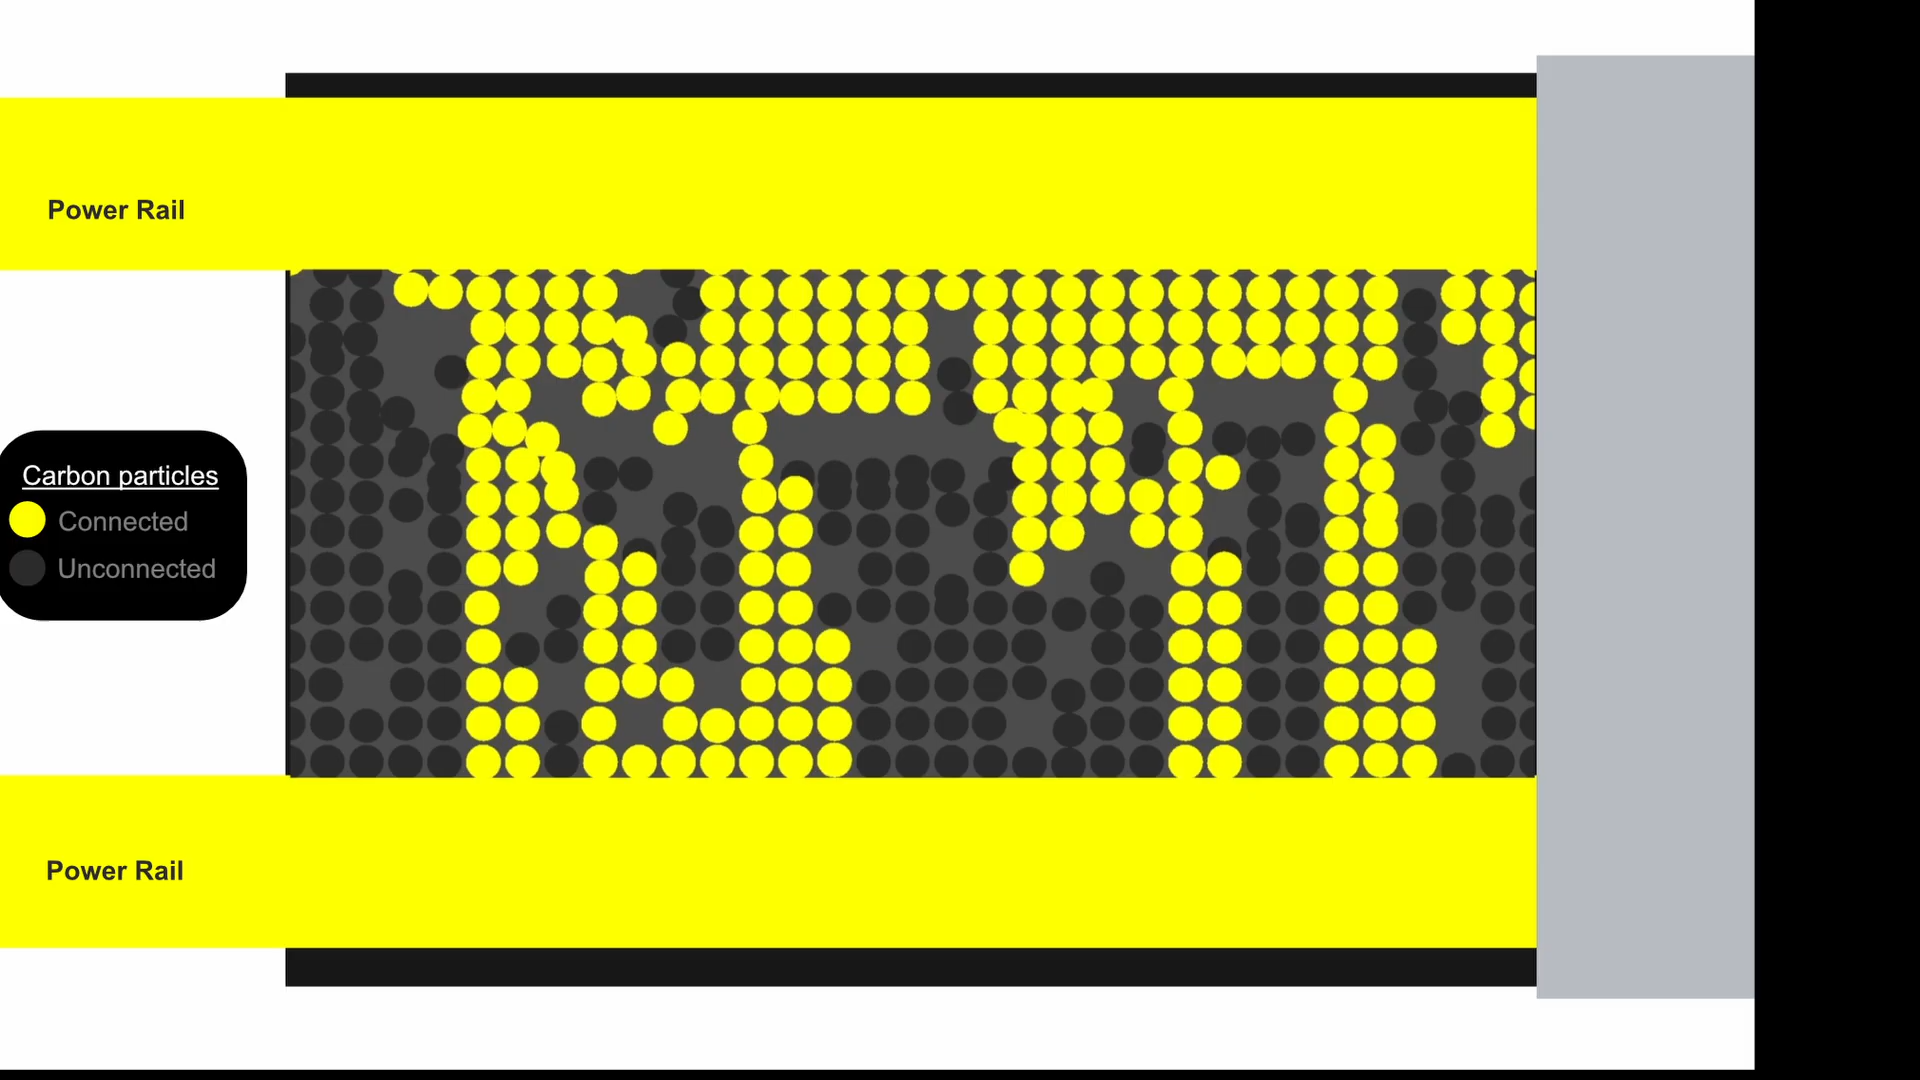 Power Rail
Carbon particles
Connected
Unconnected
Power Rail